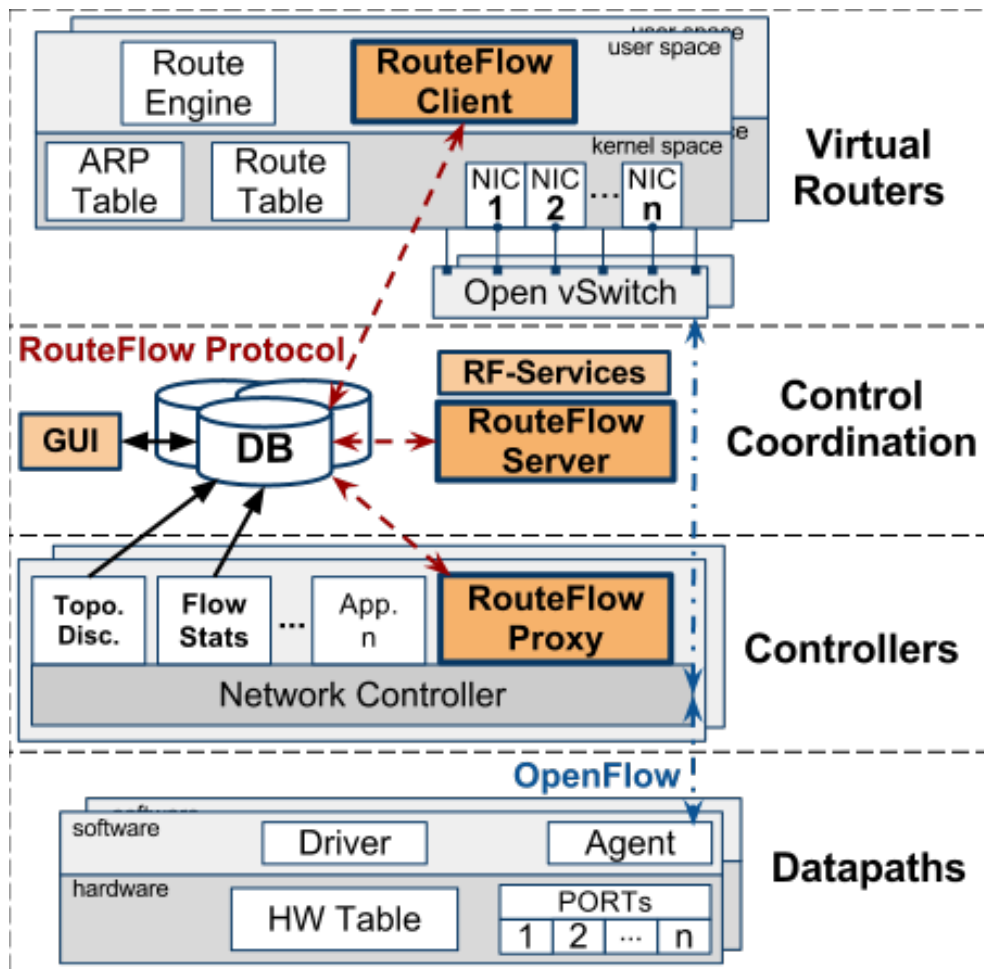 user space
user space
Route
Engine
RouteFlow
Client
kernel space
ARP
Table
Route
Table
NIC
1
NIC
2
...
NIC
n
Virtual
Routers
Open vSwitch
RouteFlow Protocol
RF-Services
GUI
DB
RouteFlow
Server
Control
Coordination
Topo.
Disc.
Flow
Stats
...
App.
n
RouteFlow
Proxy
Network Controller
Controllers
OpenFlow
software
Driver
Agent
hardware
HW Table
PORTs
1 2 ... n
Datapaths